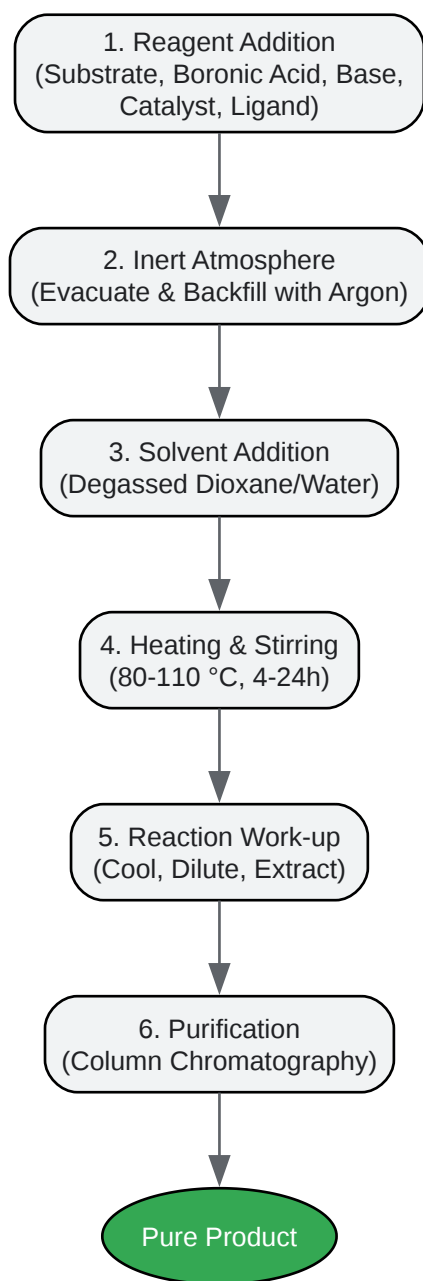 1. Reagent Addition
(Substrate, Boronic Acid, Base,
Catalyst, Ligand)
2. Inert Atmosphere
(Evacuate & Backfill with Argon)
3. Solvent Addition
(Degassed Dioxane/Water)
4. Heating & Stirring
(80-110 °C, 4-24h)
5. Reaction Work-up
(Cool, Dilute, Extract)
6. Purification
(Column Chromatography)
Pure Product